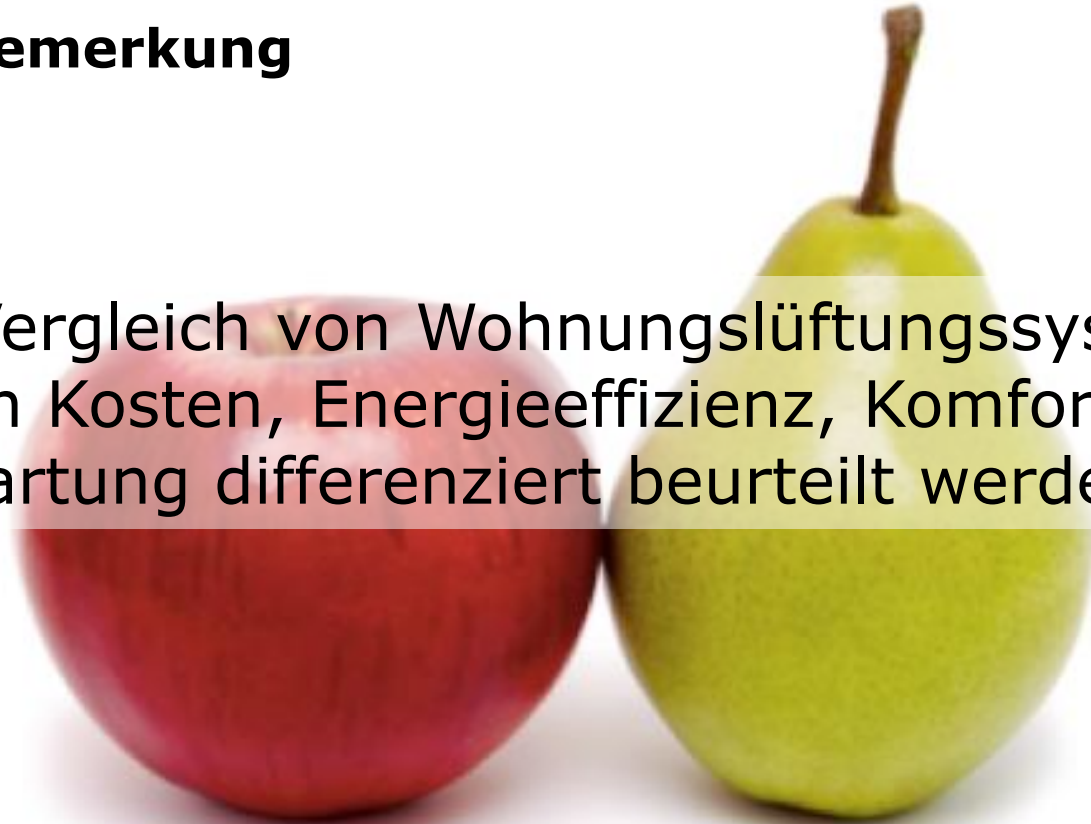 emerkung
ergleich von Wohnungslüftungssys
n Kosten, Energieeffizienz, Komfor
artung differenziert beurteilt werde